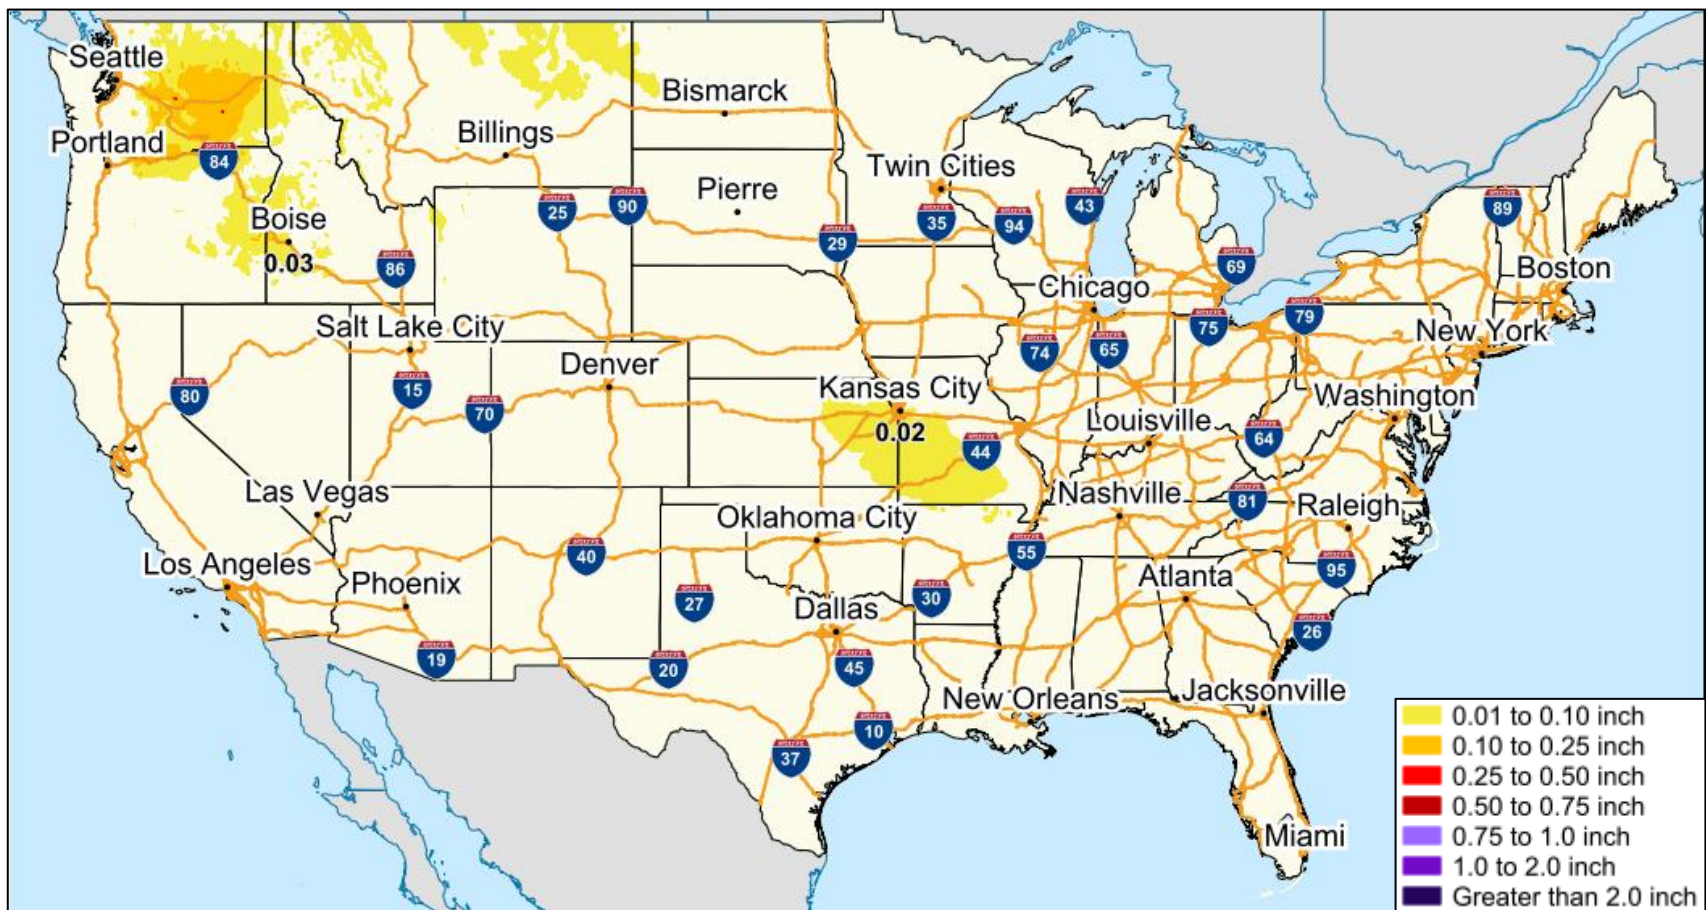 Seattle
Bismarck
Billings
Portland
84
Twin Cities
Pierre
25
90
43
89
35
94
Boise
29
0.03
86
69
Boston
Chicago
79
Salt Lake City
75
New York
74
65
Denver
15
80
Kansas City
Washington
70
0.02
Louisville
64
44
Las Vegas
Nashville
81
Raleigh
Oklahoma City
55
40
Los Angeles
95
Phoenix
Atlanta
27
30
Dallas
26
19
20
45
New Orleans
Jacksonville
10
37
Miami
0.01 to 0.10 inch
0.10 to 0.25 inch
0.25 to 0.50 inch
0.50 to 0.75 inch
0.75 to 1.0 inch
1.0 to 2.0 inch
Greater than 2.0 inch